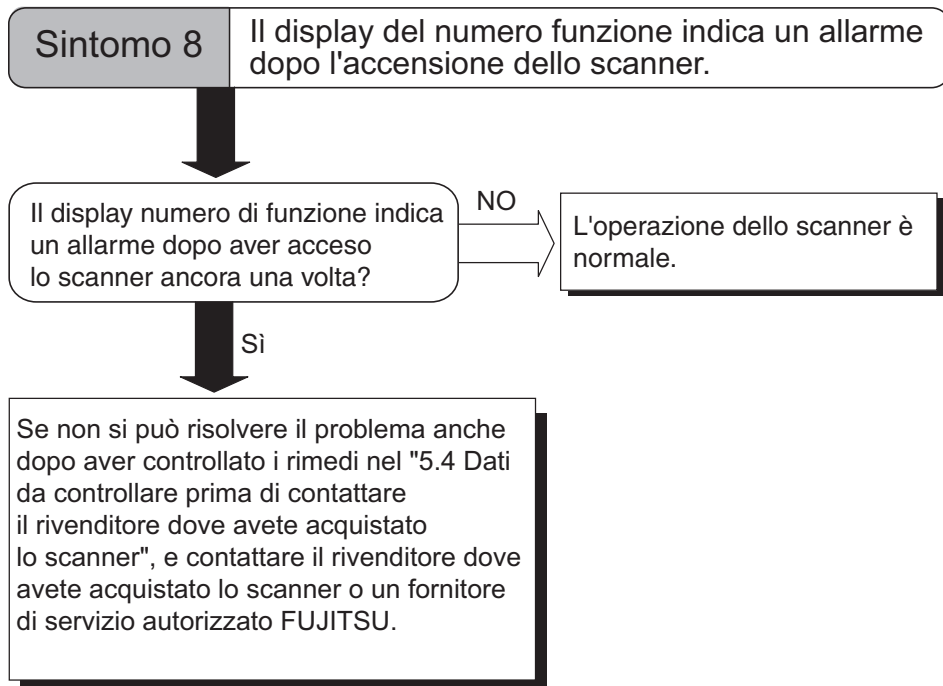 Sintomo 8
Il display del numero funzione indica un allarme
dopo l'accensione dello scanner.
Il display numero di funzione indica
un allarme dopo aver acceso
lo scanner ancora una volta?
NO
L'operazione dello scanner è
normale.
Sì
Se non si può risolvere il problema anche
dopo aver controllato i rimedi nel "5.4 Dati
da controllare prima di contattare
il rivenditore dove avete acquistato
lo scanner", e contattare il rivenditore dove
avete acquistato lo scanner o un fornitore
di servizio autorizzato FUJITSU.